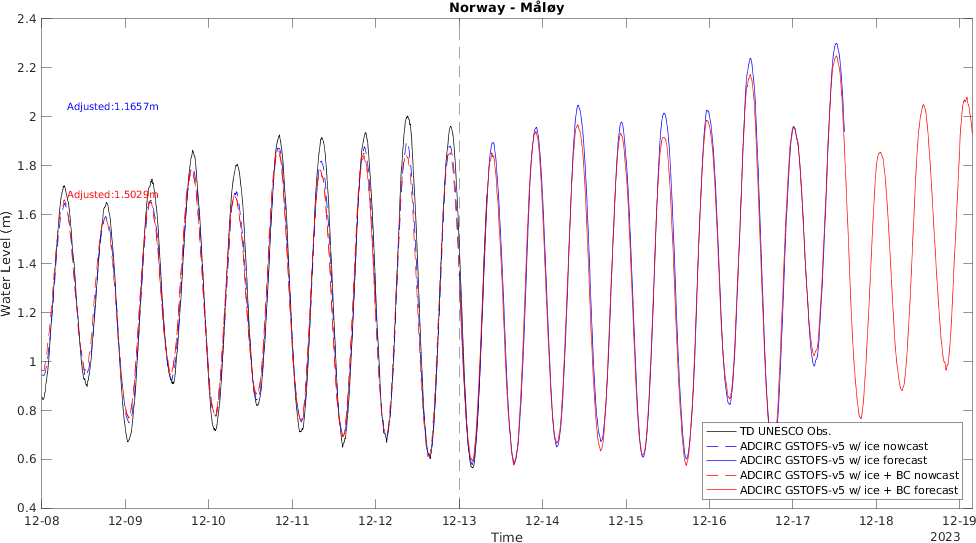 Norway - Måløy
2.4
2.2
2
1.8
1.6
1.4
1.2
1
0.8
0.6
0.4
Water Level (m)
Adjusted:1.1657m
Adjusted:1.5029m
TD UNESCO Obs.
ADCIRC GSTOFS-v5 w/ ice nowcast
ADCIRC GSTOFS-v5 w/ ice forecast
ADCIRC GSTOFS-v5 w/ ice + BC nowcast
ADCIRC GSTOFS-v5 w/ ice + BC forecast
12-08 12-09 12-10 12-11 12-12 12-13 12-14 12-15 12-16 12-17 12-18 12-19
Time
2023